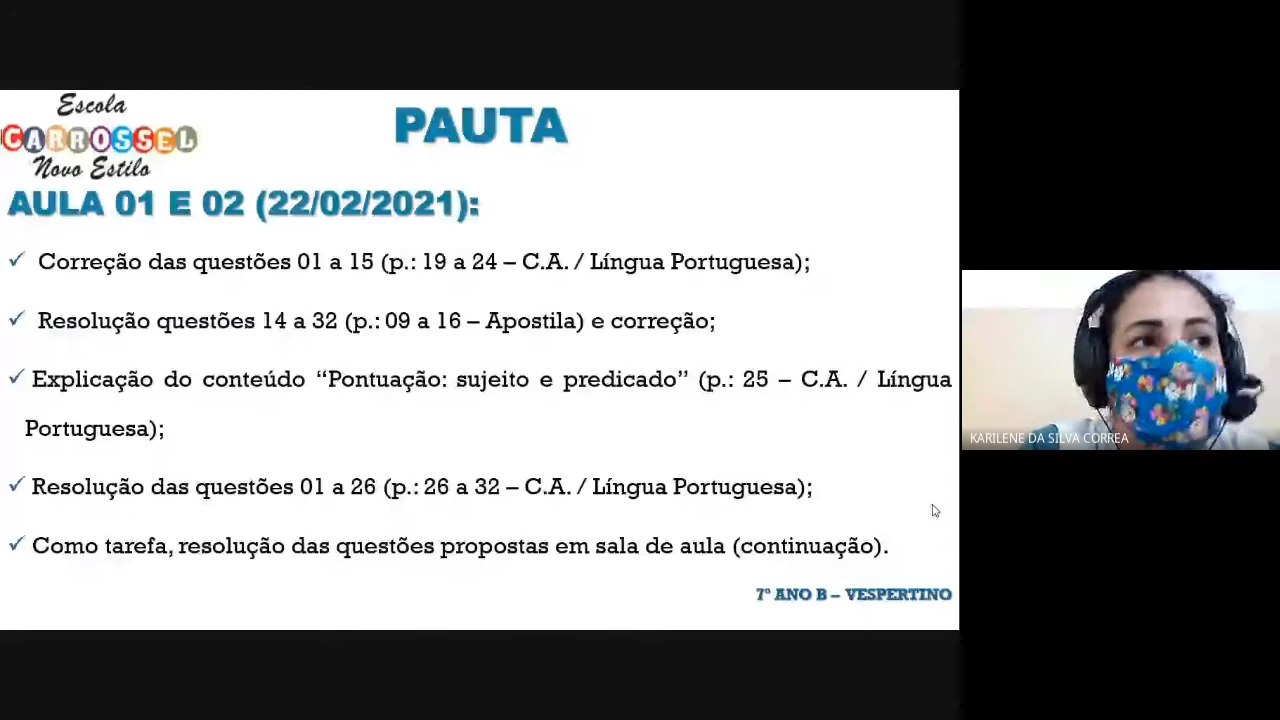 Escola
CARROSSEL
Novo Estilo
PAUTA
AULA 01 E 02 (22/02/2021):
Correção das questões 01 a 15 (p.: 19 a 24 – C.A. / Língua Portuguesa);
Resolução questões 14 a 32 (p.: 09 a 16 – Apostila) e correção;
Explicação do conteúdo “Pontuação: sujeito e predicado” (p.: 25 – C.A. / Língua
Portuguesa);
Resolução das questões 01 a 26 (p.: 26 a 32 – C.A. / Língua Portuguesa);
Como tarefa, resolução das questões propostas em sala de aula (continuação).
7º ANO B – VESPERTINO
KARILENE DA SILVA CORREA